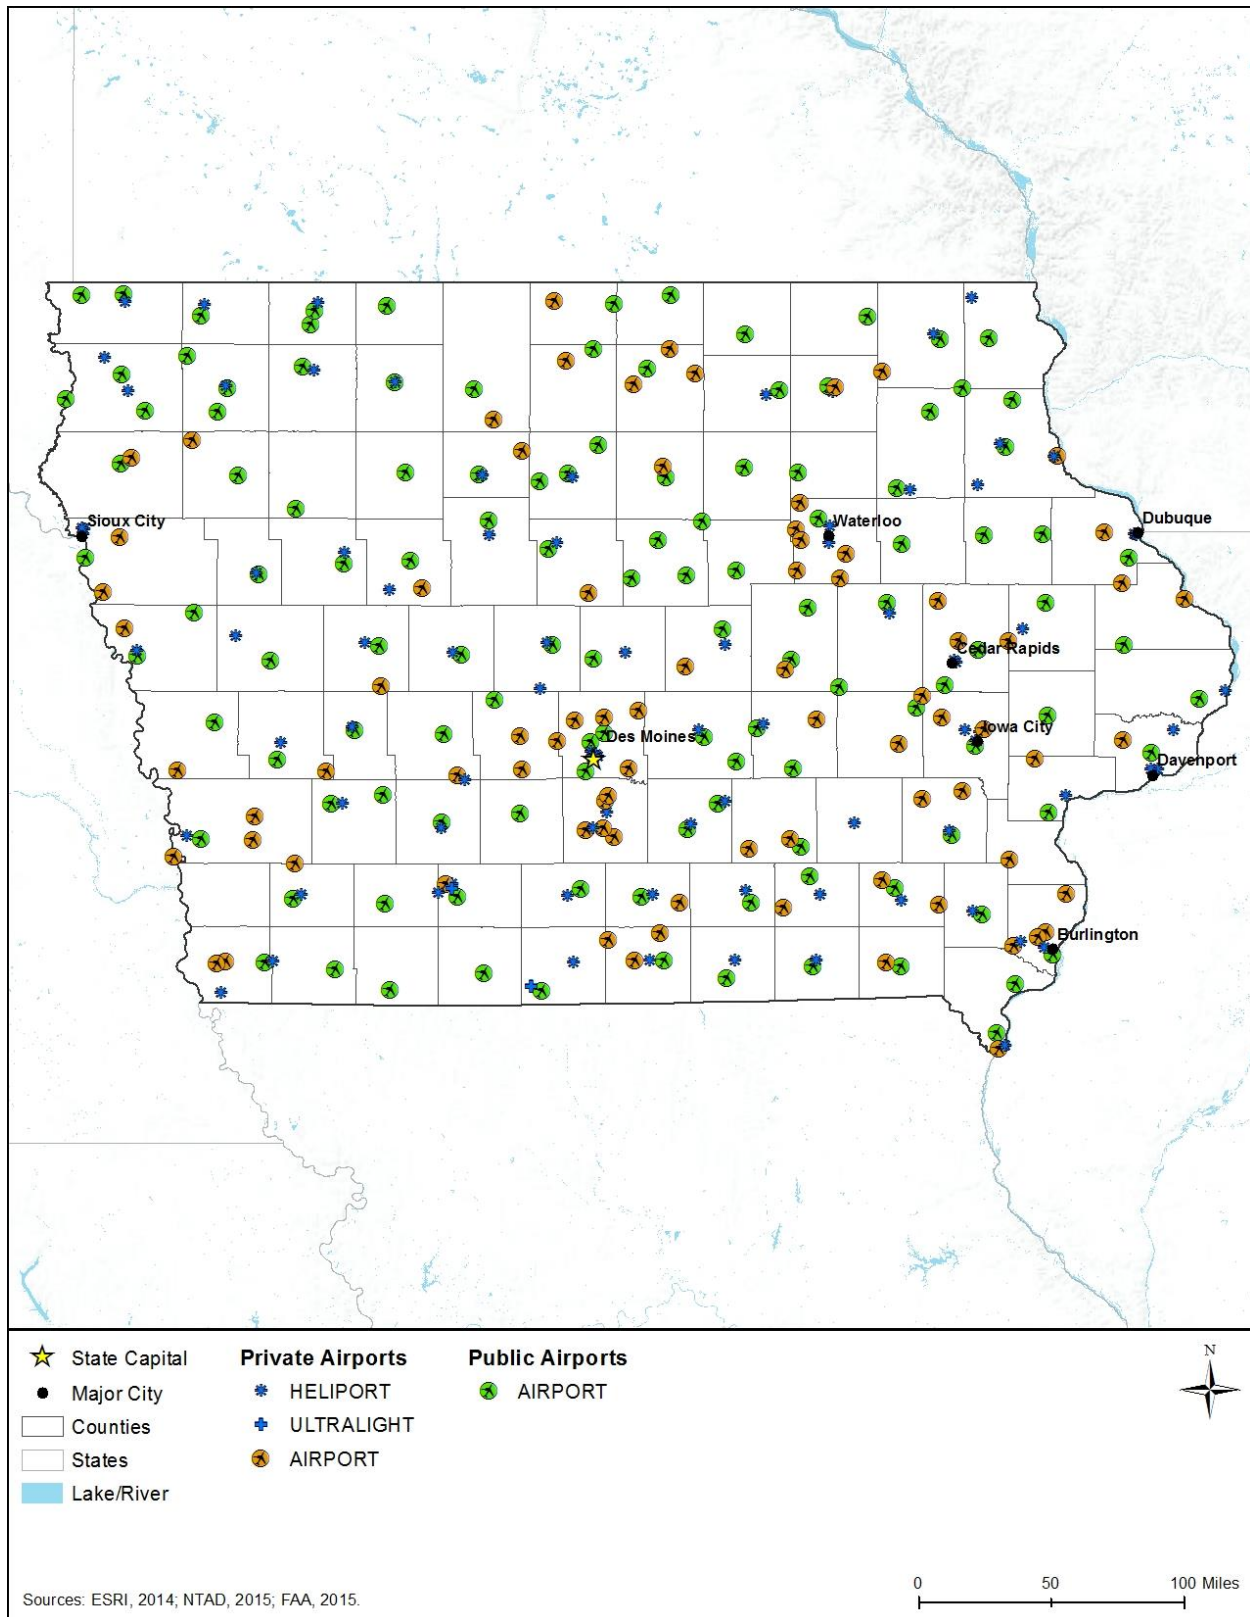 Sioux City
Waterloo
Dubuque
Cedar Rapids
Des Moines
Iowa City
Davenport
Burlington
State Capital
Major City
Counties
States
Lake/River
Private Airports
HELIPORT
ULTRALIGHT
AIRPORT
Public Airports
AIRPORT
N
0 50 100 Miles
Sources: ESRI, 2014; NTAD, 2015; FAA, 2015.